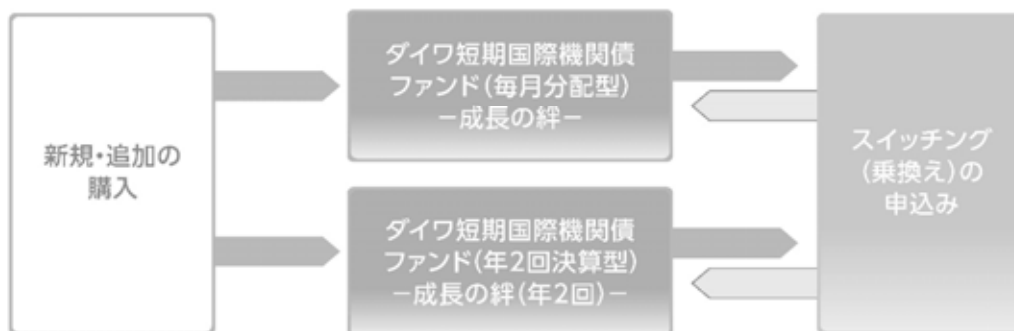 新規・追加の
購入
ダイワ短期国際機関債
ファンド(毎月分配型)
－成長の絆－
ダイワ短期国際機関債
ファンド(年2回決算型)
－成長の絆(年2回)－
スイッチング
(乗換え)の
申込み